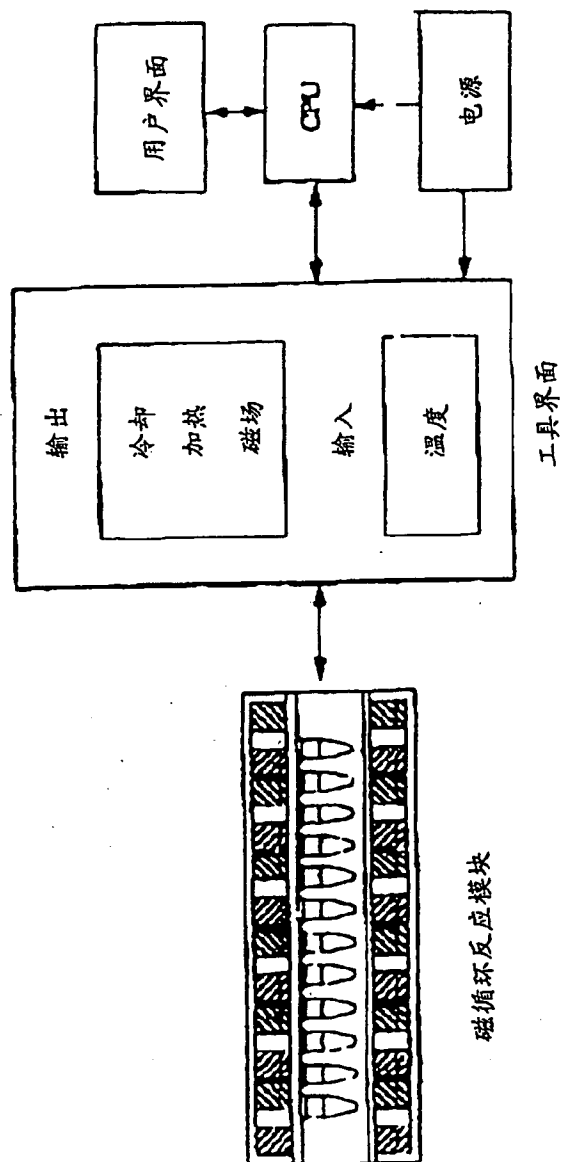 用户界面
CPU
电源
输出
冷却
加热
磁场
输入
温度
工具界面
磁循环反应模块